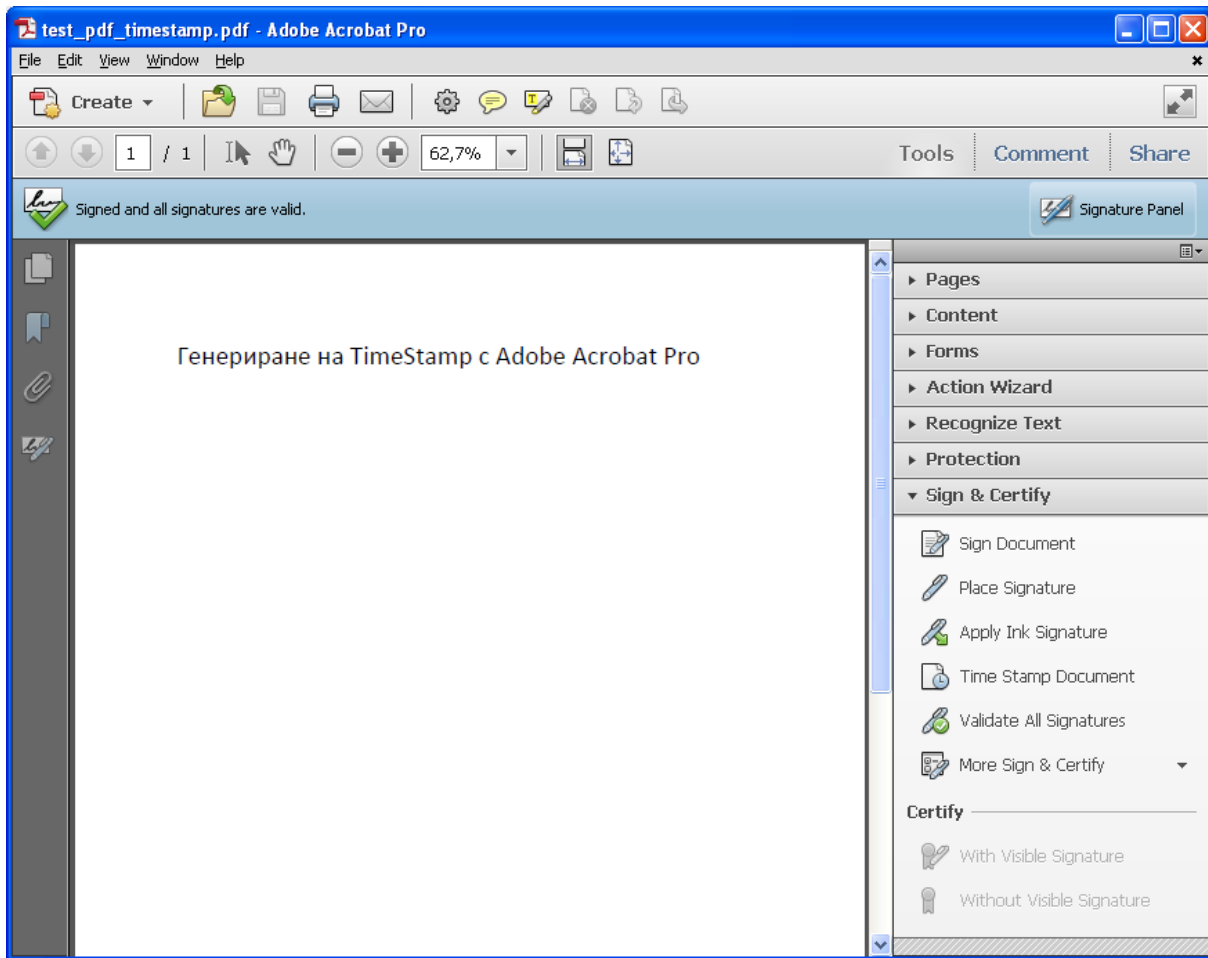 test_pdf_timestamp.pdf - Adobe Acrobat Pro
File Edit View Window Help
Create
1 / 1 62,7% Tools Comment Share
Signed and all signatures are valid. Signature Panel
Pages
Content
Генериране на TimeStamp с Adobe Acrobat Pro
Forms
Action Wizard
Recognize Text
Protection
Sign & Certify
Sign Document
Place Signature
Apply Ink Signature
Time Stamp Document
Validate All Signatures
More Sign & Certify
Certify
With Visible Signature
Without Visible Signature